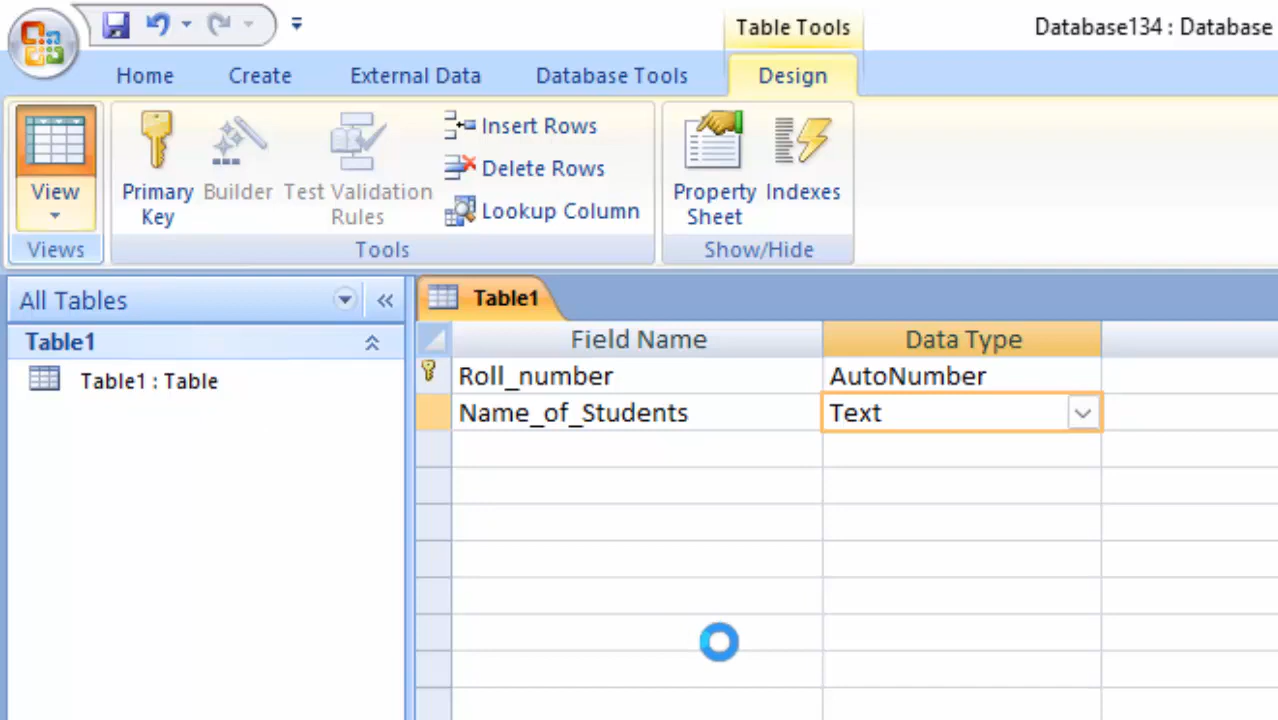 Table Tools
Database134 : Database
Home Create External Data Database Tools Design
View
Primary Key
Builder
Test Validation Rules
Insert Rows
Delete Rows
Lookup Column
Property Sheet
Indexes
Views Tools Show/Hide
All Tables
Table1
Table1 : Table
Table1
Field Name Data Type
Roll_number AutoNumber
Name_of_Students Text